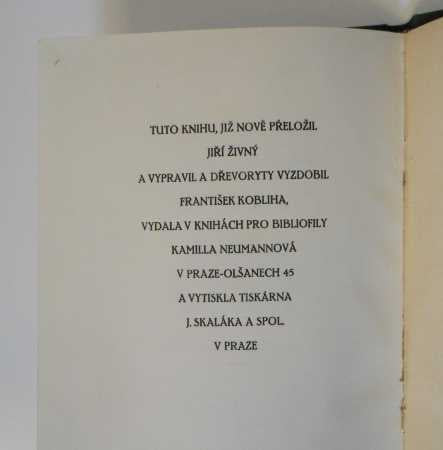 TUTO KNIHU, JIŽ NOVĚ PŘELOŽIL
JIŘÍ ŽIVNÝ
A VYPRAVIL A DŘEVORYTY VYZDOBIL
FRANTIŠEK KOBLIHA,
VYDALA V KNIHÁCH PRO BIBLIOFILY
KAMILLA NEUMANNOVÁ
V PRAZE-OLŠANECH 45
A VYTISKLA TISKÁRNA
J. SKALÁKA A SPOL.
V PRAZE